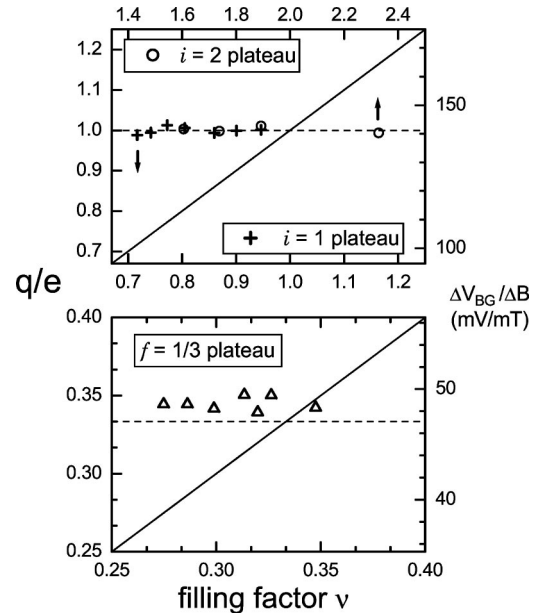 1.4 1.6 1.8 2.0 2.2 2.4
1.2
1.1
1.0
0.9
0.8
0.7
i = 2 plateau
i = 1 plateau
150
100
0.7 0.8 0.9 1.0 1.1 1.2
q/e
ΔV_BG/ΔB
(mV/mT)
0.40
0.35
0.30
0.25
f = 1/3 plateau
50
40
0.25 0.30 0.35 0.40
filling factor ν